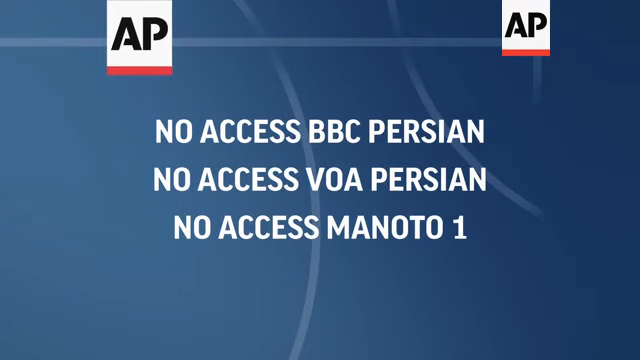 AP
AP
NO ACCESS BBC PERSIAN
NO ACCESS VOA PERSIAN
NO ACCESS MANOTO 1